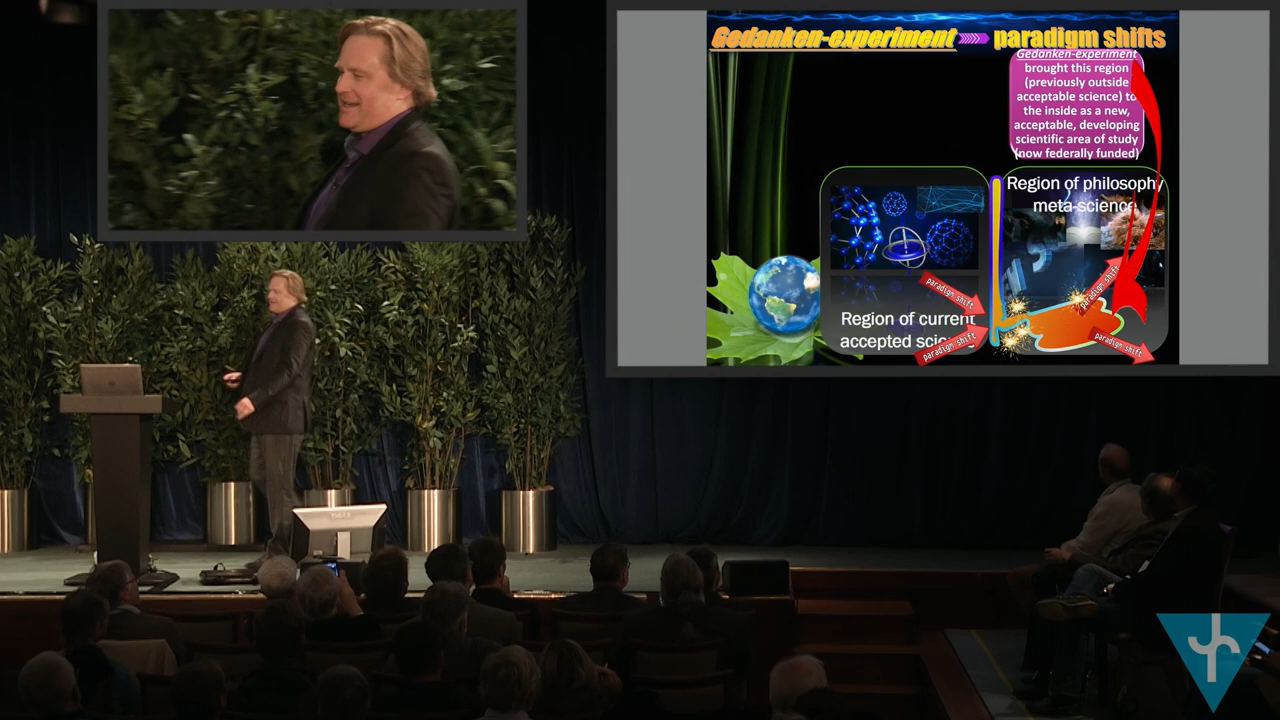 Gedanken-experiment paradigm shifts
Gedanken-experiment
brought this region
(previously outside
acceptable science) to
the inside as a new,
acceptable, developing
scientific area of study
(now federally funded)
Region of philosophy
meta-science
paradigm shift
paradigm shift
Region of current
accepted science
paradigm shift
paradigm shift